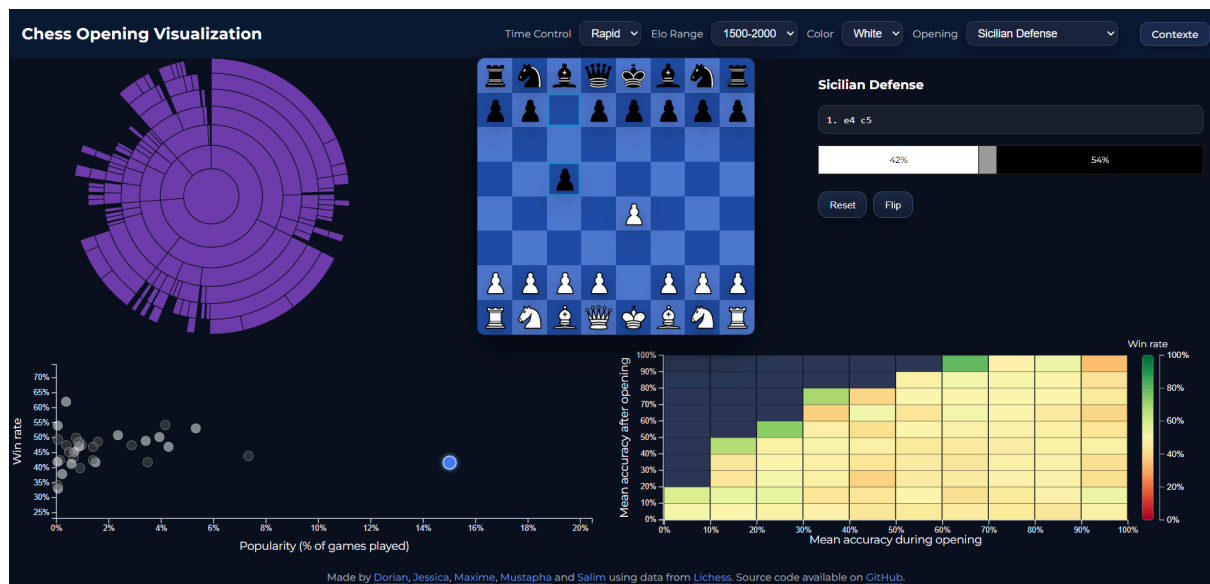 Chess Opening Visualization
Time Control Rapid Elo Range 1500-2000 Color White Opening Sicilian Defense Contexte
Sicilian Defense
1. e4 c5
42% 54%
Reset Flip
Win rate
70%
65%
60%
55%
50%
45%
40%
35%
30%
25%
0% 2% 4% 6% 8% 10% 12% 14% 16% 18% 20%
Popularity (% of games played)
Mean accuracy after opening
100%
90%
80%
70%
60%
50%
40%
30%
20%
10%
0%
0% 10% 20% 30% 40% 50% 60% 70% 80% 90% 100%
Mean accuracy during opening
Win rate
100%
80%
60%
40%
20%
0%
Made by Dorian, Jessica, Maxime, Mustapha and Salim using data from Lichess. Source code available on GitHub.